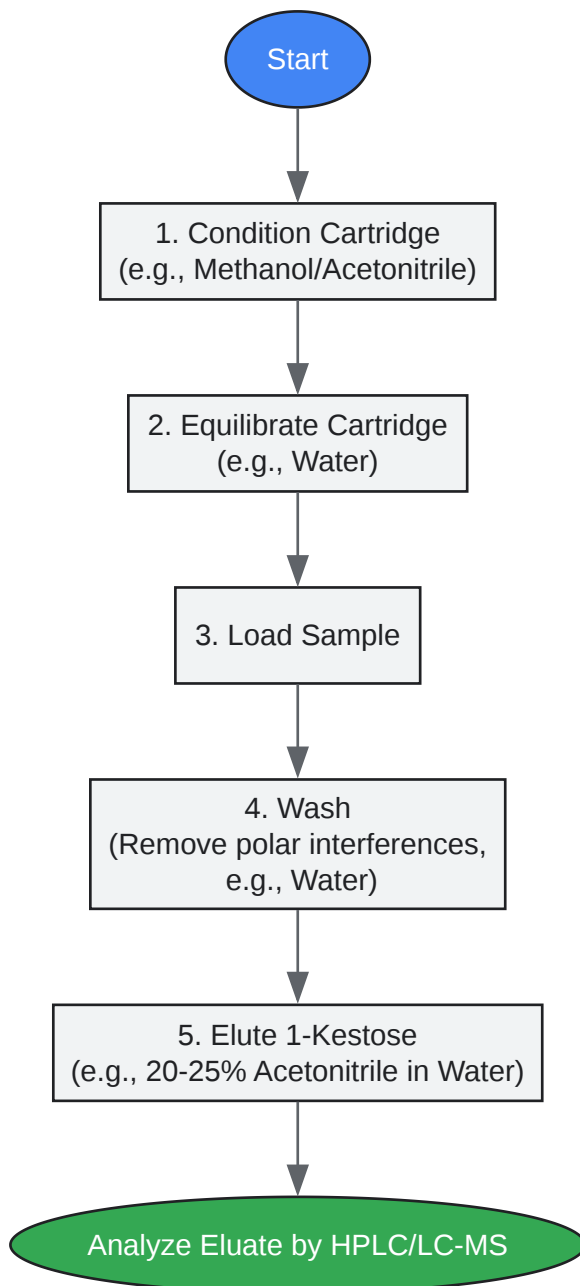 Start
1. Condition Cartridge
(e.g., Methanol/Acetonitrile)
2. Equilibrate Cartridge
(e.g., Water)
3. Load Sample
4. Wash
(Remove polar interferences,
e.g., Water)
5. Elute 1-Kestose
(e.g., 20-25% Acetonitrile in Water)
Analyze Eluate by HPLC/LC-MS